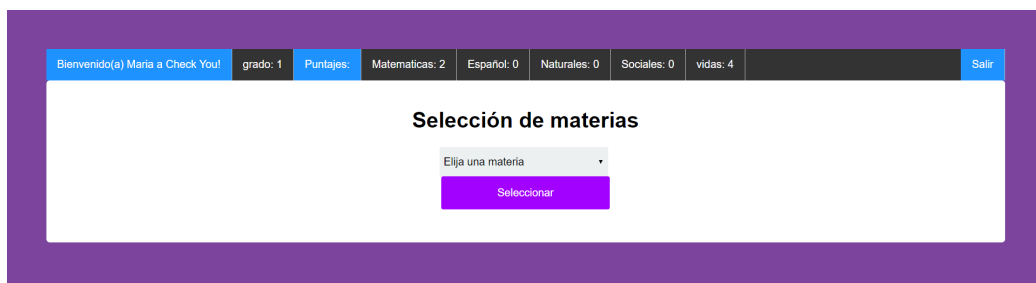 Bienvenido(a) Maria a Check You! grado: 1 Puntajes: Matematicas: 2 Español: 0 Naturales: 0 Sociales: 0 vidas: 4 Salir
Selección de materias
Elija una materia
Seleccionar